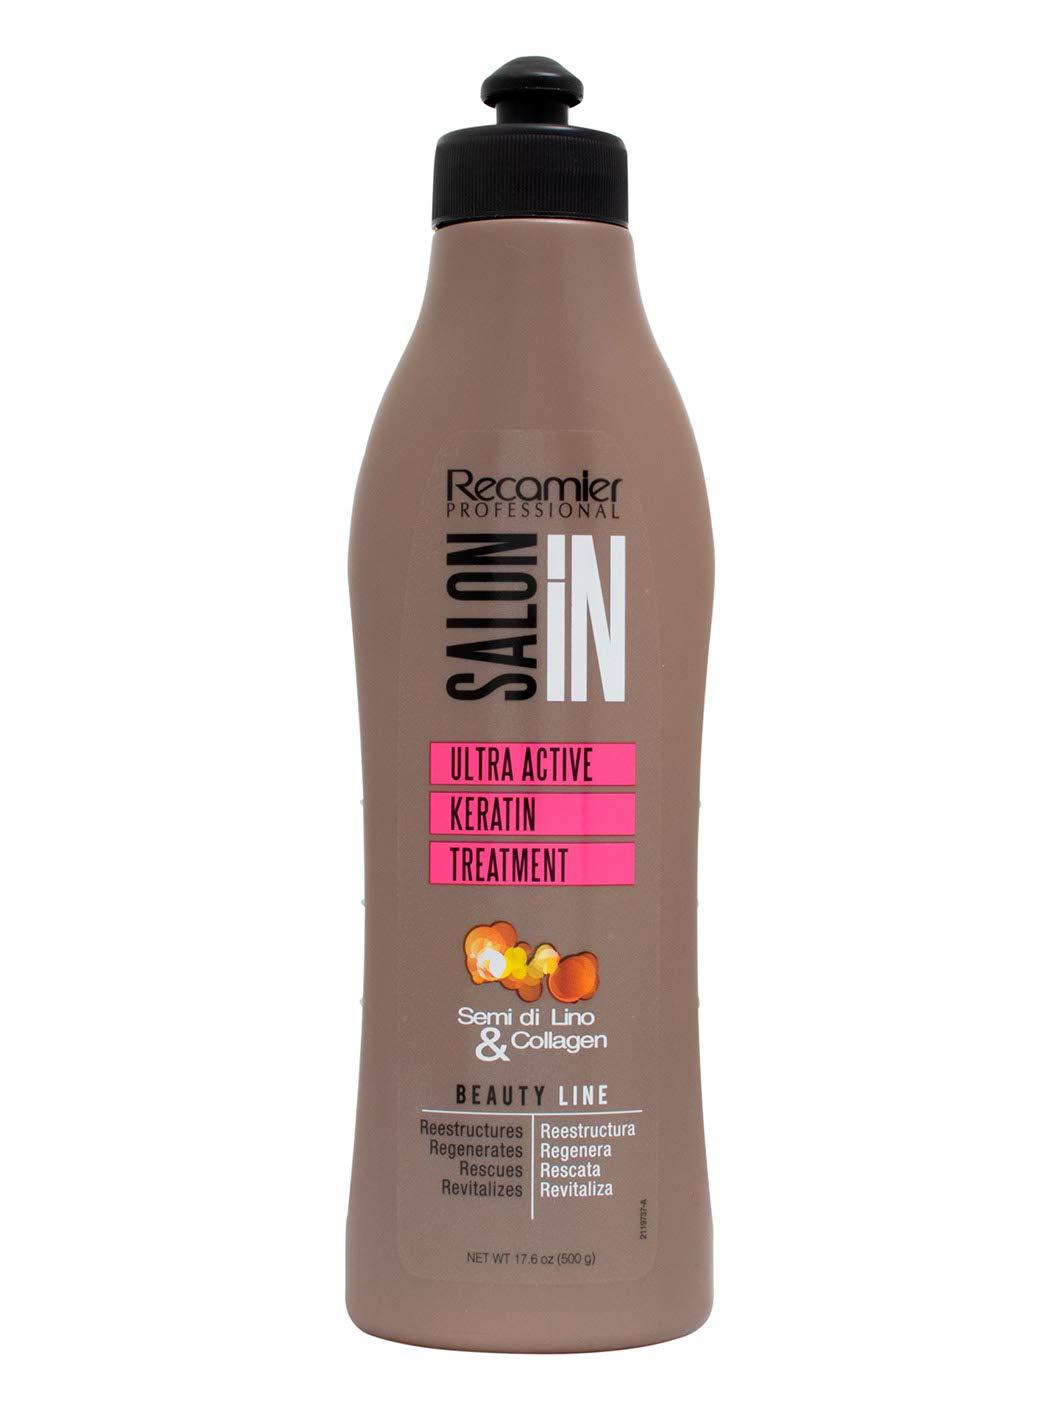 Recamier
PROFESSIONAL
SALON
iN
ULTRA ACTIVE
KERATIN
TREATMENT
Semi di Lino
& Collagen
BEAUTY LINE
Reestructures
Regenerates
Rescues
Revitalizes
Reestructura
Regenera
Rescata
Revitaliza
2119737-A
NET WT 17.6 oz (500 g)